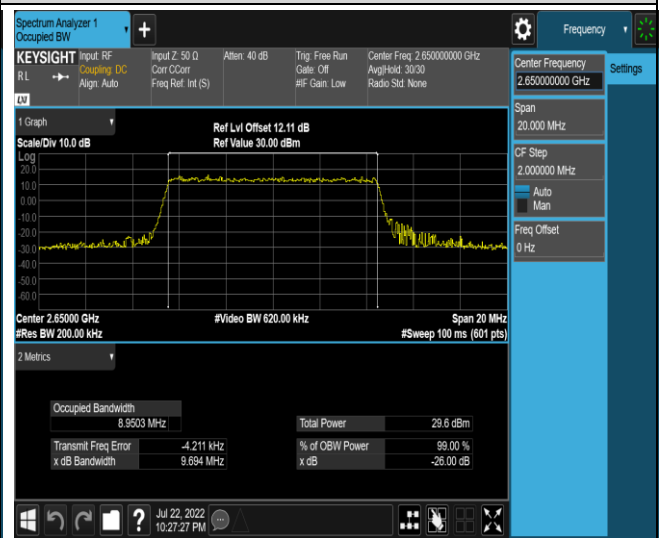 Spectrum Analyzer 1
Occupied BW
Frequency
KEYSIGHT
RL
LXI
Input: RF
Coupling: DC
Align: Auto
Input Z: 50 Ω
Corr CCorr
Freq Ref: Int (S)
Atten: 40 dB
Trig: Free Run
Gate: Off
#IF Gain: Low
Center Freq: 2.650000000 GHz
Avg|Hold: 30/30
Radio Std: None
Center Frequency
2.650000000 GHz
Settings
Span
20.000 MHz
CF Step
2.000000 MHz
Auto
Man
Freq Offset
0 Hz
1 Graph
Scale/Div 10.0 dB
Ref Lvl Offset 12.11 dB
Ref Value 30.00 dBm
Log
20.0
10.0
0.00
-10.0
-20.0
-30.0
-40.0
-50.0
-60.0
Center 2.65000 GHz
#Video BW 620.00 kHz
Span 20 MHz
#Res BW 200.00 kHz
#Sweep 100 ms (601 pts)
2 Metrics
Occupied Bandwidth
8.9503 MHz
Total Power 29.6 dBm
Transmit Freq Error -4.211 kHz
% of OBW Power 99.00 %
x dB Bandwidth 9.694 MHz
x dB -26.00 dB
?
Jul 22, 2022
10:27:27 PM